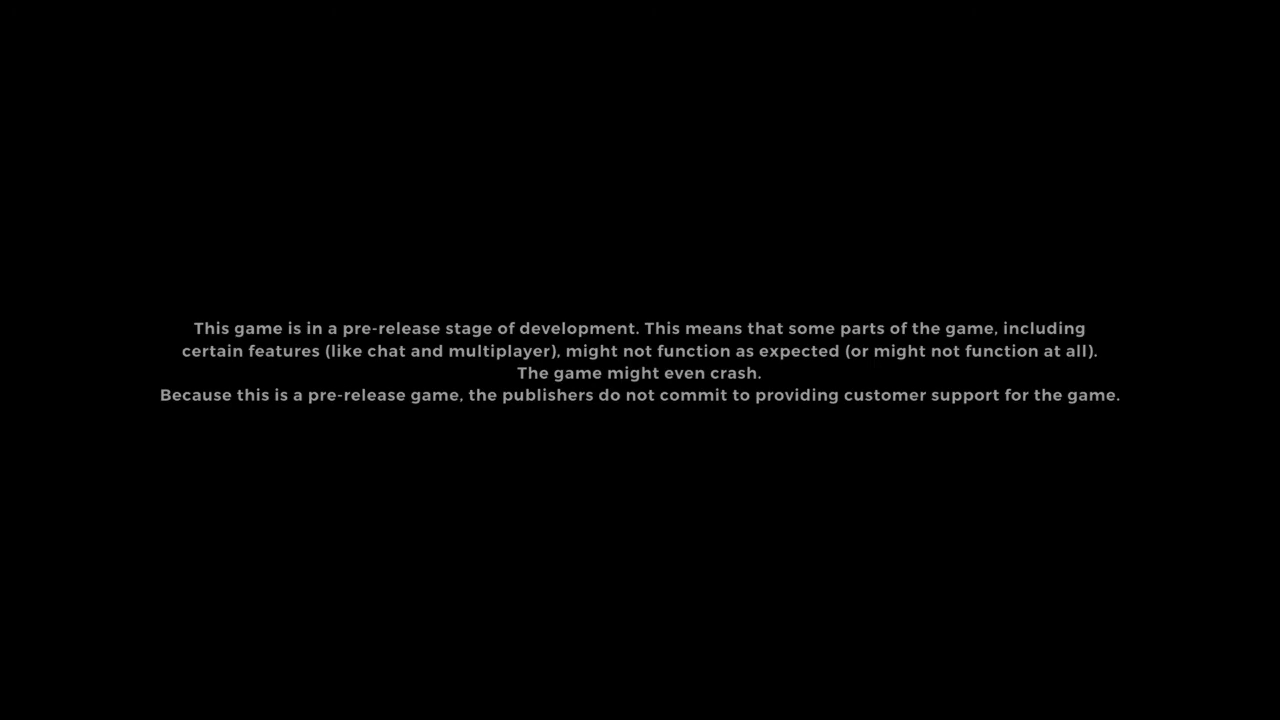 This game is in a pre-release stage of development. This means that some parts of the game, including
certain features (like chat and multiplayer), might not function as expected (or might not function at all).
The game might even crash.
Because this is a pre-release game, the publishers do not commit to providing customer support for the game.